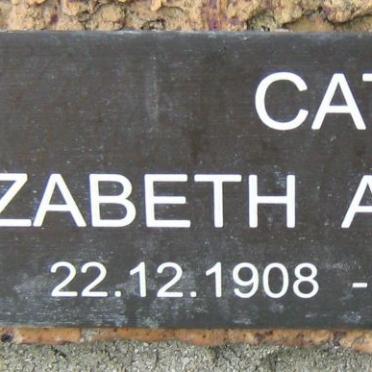 CAT
ZABETH A
22.12.1908 -